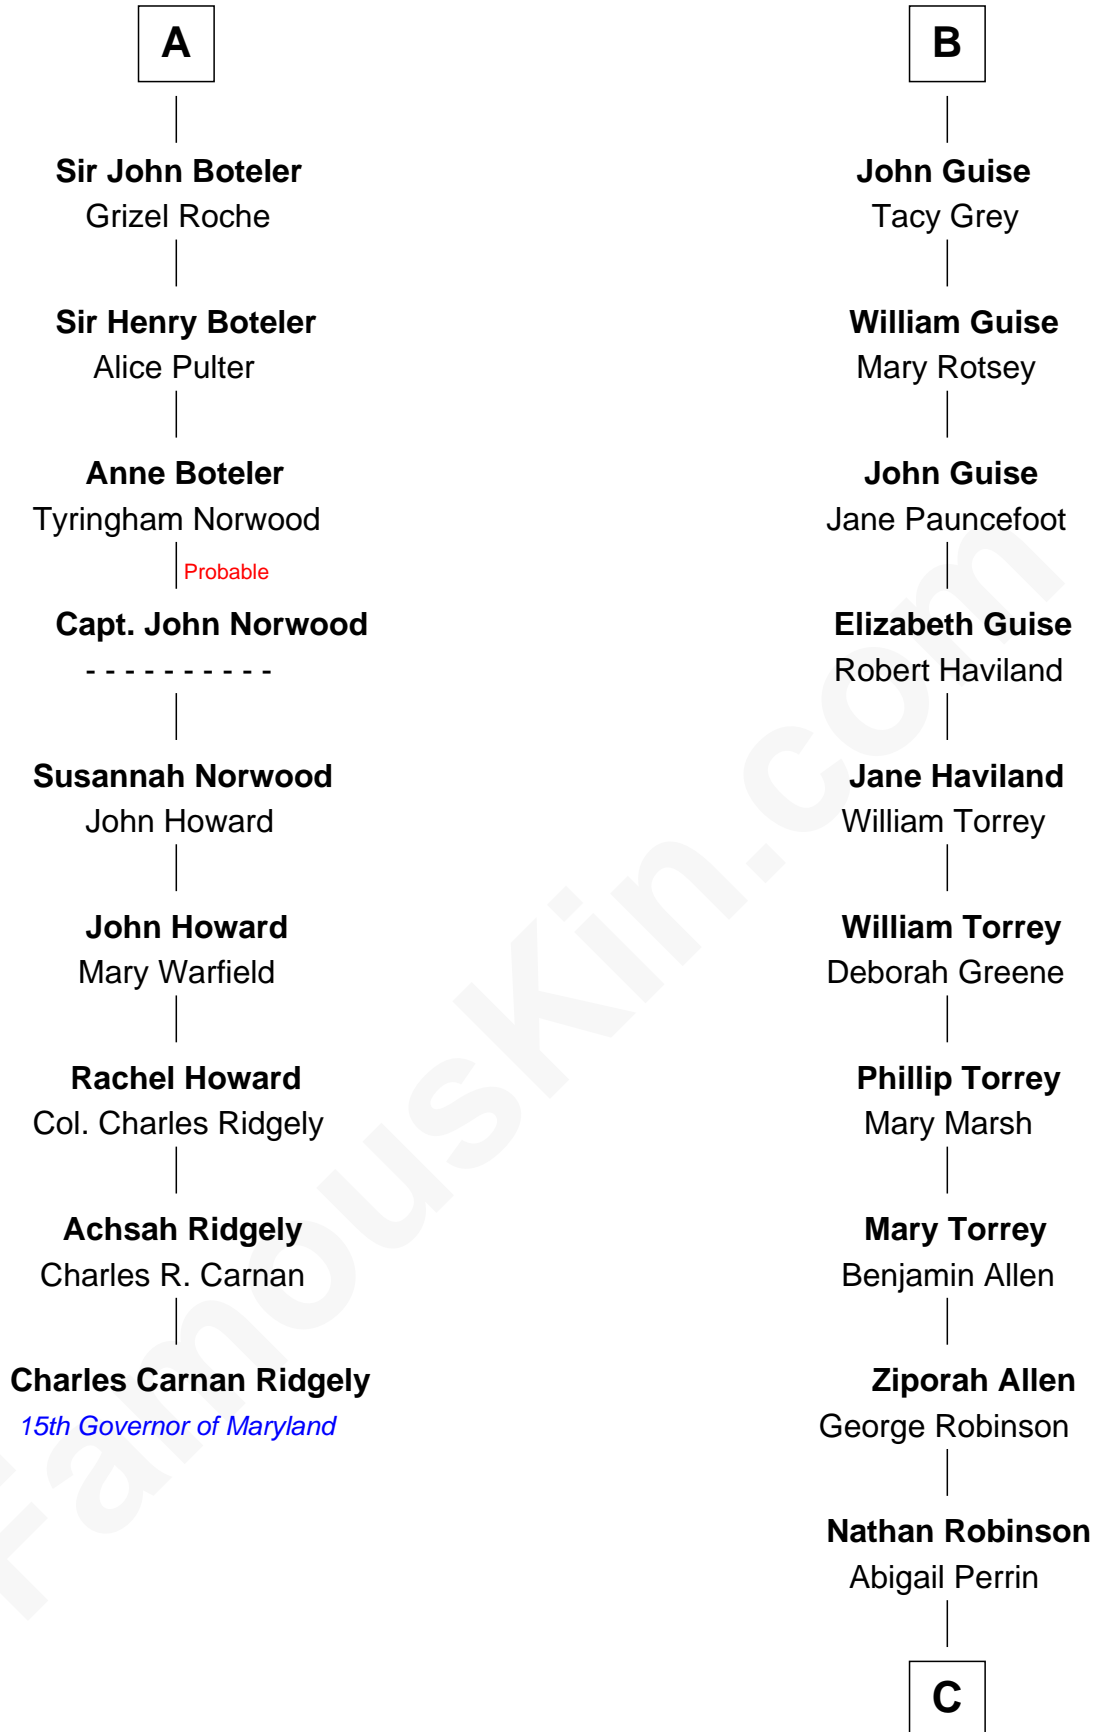 A
Sir John Boteler
Grizel Roche
Sir Henry Boteler
Alice Pulter
Anne Boteler
Tyringham Norwood
Probable
Capt. John Norwood
- - - - - - - - - -
Susannah Norwood
John Howard
John Howard
Mary Warfield
Rachel Howard
Col. Charles Ridgely
Achsah Ridgely
Charles R. Carnan
Charles Carnan Ridgely
15th Governor of Maryland
B
John Guise
Tacy Grey
William Guise
Mary Rotsey
John Guise
Jane Pauncefoot
Elizabeth Guise
Robert Haviland
Jane Haviland
William Torrey
William Torrey
Deborah Greene
Phillip Torrey
Mary Marsh
Mary Torrey
Benjamin Allen
Ziporah Allen
George Robinson
Nathan Robinson
Abigail Perrin
C
FamousKin.com